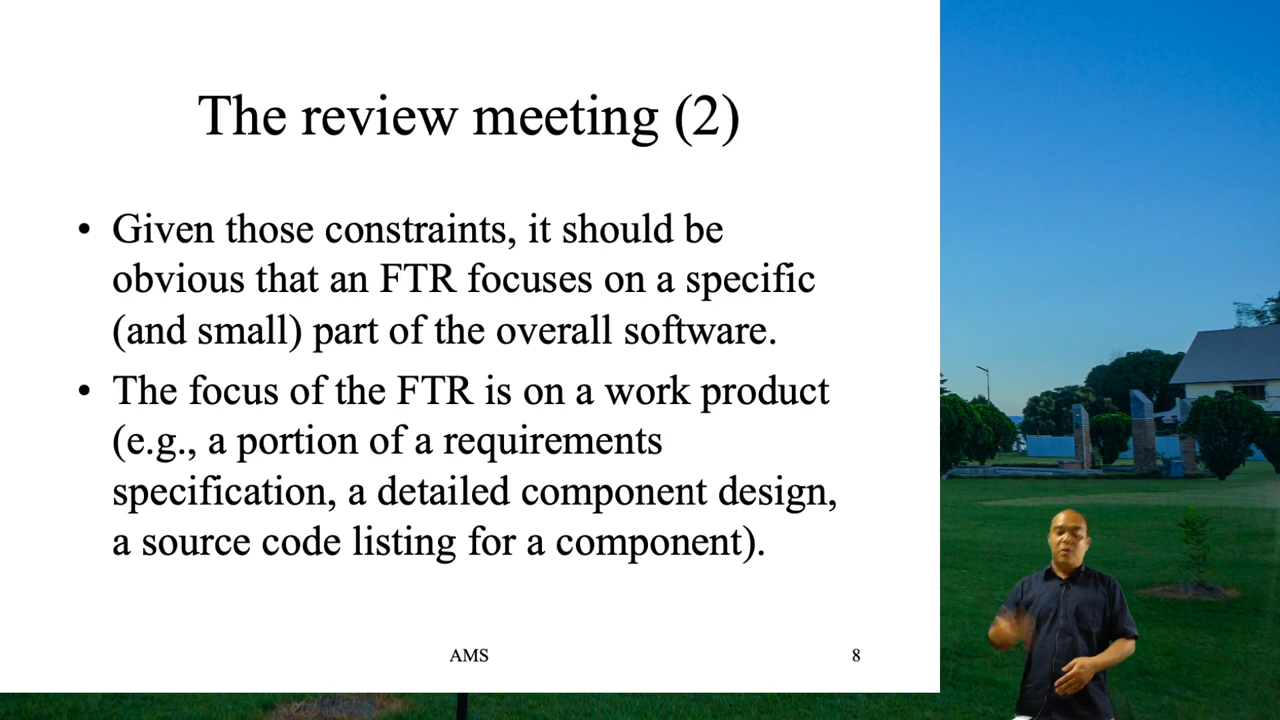 The review meeting (2)
• Given those constraints, it should be
obvious that an FTR focuses on a specific
(and small) part of the overall software.
• The focus of the FTR is on a work product
(e.g., a portion of a requirements
specification, a detailed component design,
a source code listing for a component).
AMS
8